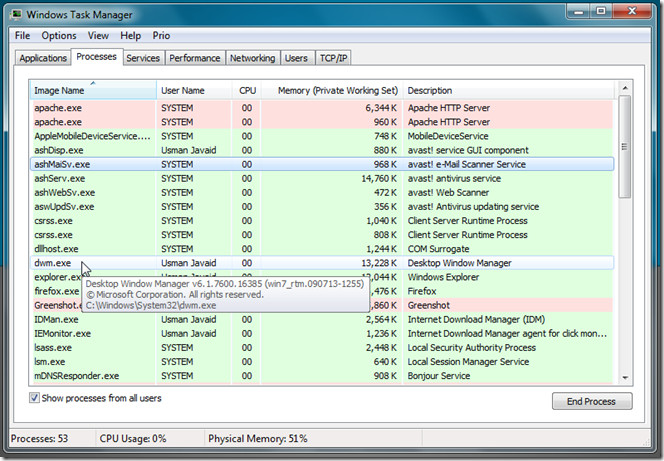 Windows Task Manager
File Options View Help Prio
Applications Processes Services Performance Networking Users TCP/IP
Image Name User Name CPU Memory (Private Working Set) Description
apache.exe SYSTEM 00 6,344 K Apache HTTP Server
apache.exe SYSTEM 00 960 K Apache HTTP Server
AppleMobileDeviceService.... SYSTEM 00 748 K MobileDeviceService
ashDisp.exe Usman Javaid 00 580 K avast! service GUI component
ashMaiSv.exe SYSTEM 00 968 K avast! e-Mail Scanner Service
ashServ.exe SYSTEM 00 14,760 K avast! antivirus service
ashWebSv.exe SYSTEM 00 472 K avast! Web Scanner
aswUpdSv.exe SYSTEM 00 356 K avast! Antivirus updating service
csrss.exe SYSTEM 00 1,040 K Client Server Runtime Process
csrss.exe SYSTEM 00 808 K Client Server Runtime Process
dllhost.exe SYSTEM 00 1,244 K COM Surrogate
dwm.exe Usman Javaid 00 13,228 K Desktop Window Manager
explorer.ex Usman Javaid 00 ,044 K Windows Explorer
Desktop Window Manager v6.1.7600.16385 (win7_rtm.090713-1255)
firefox.e ,476 K Firefox
© Microsoft Corporation. All rights reserved.
Greenshot.e ,860 K Greenshot
C:\Windows\System32\dwm.exe
IDMan.exe Usman Javaid 00 2,564 K Internet Download Manager (IDM)
IEMonitor.exe Usman Javaid 00 1,236 K Internet Download Manager agent for click mon...
lsass.exe SYSTEM 00 2,448 K Local Security Authority Process
lsm.exe SYSTEM 00 640 K Local Session Manager Service
mDNSResponder.exe SYSTEM 00 908 K Bonjour Service
Show processes from all users
End Process
Processes: 53 CPU Usage: 0% Physical Memory: 51%